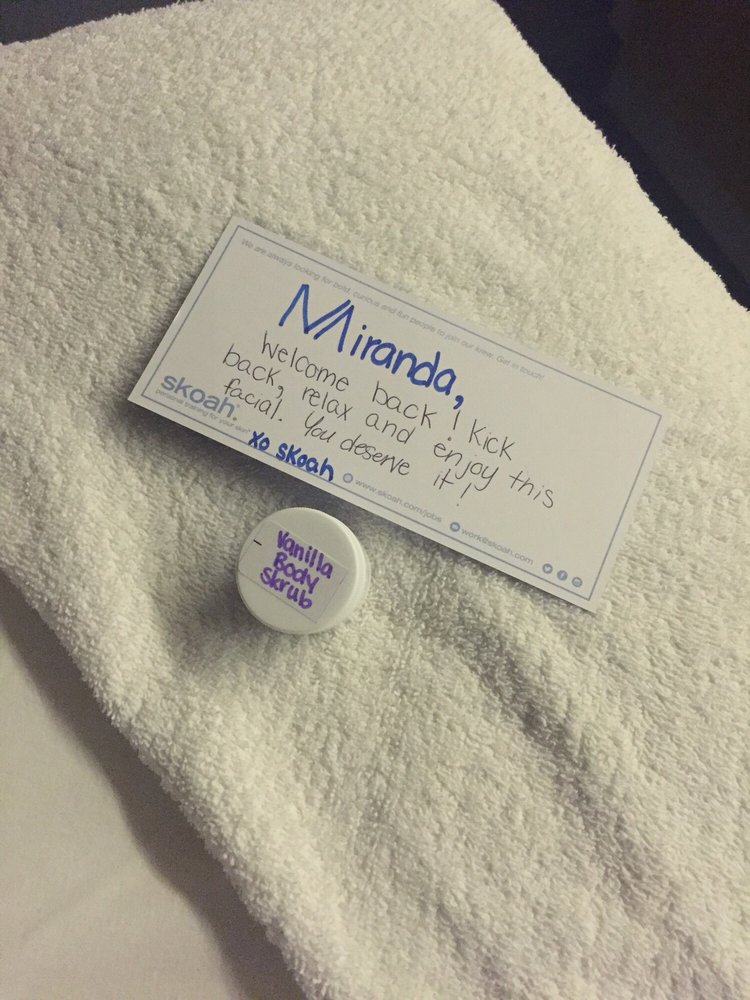 We are always looking for bold, curious and fun people to join our krew. Get in touch!
Miranda,
Welcome back! Kick
back, relax and enjoy this
facial. You deserve it!
xo skoah
skoah.
personal training for your skin®
www.skoah.com/jobs work@skoah.com
Vanilla
Body
Skrub